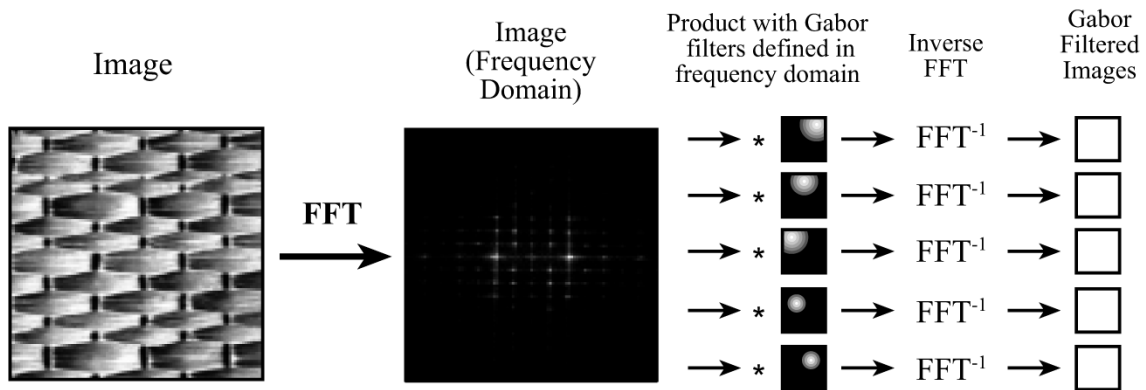 Image
FFT
Image
(Frequency
Domain)
Product with Gabor
filters defined in
frequency domain
Inverse
FFT
Gabor
Filtered
Images
* FFT⁻¹
* FFT⁻¹
* FFT⁻¹
* FFT⁻¹
* FFT⁻¹